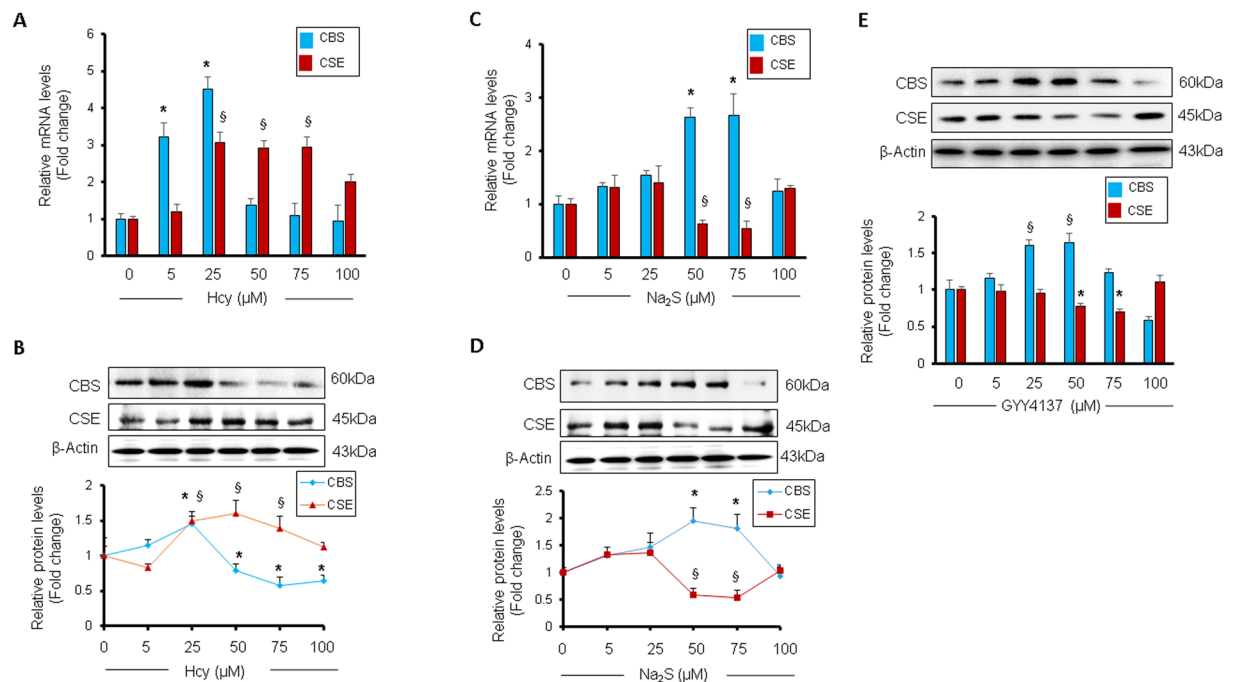 A
Relative mRNA levels
(Fold change)
6
5
4
3
2
1
0
CBS
CSE
*
*
§
§
§
0 5 25 50 75 100
Hcy (µM)
B
CBS
60kDa
CSE
45kDa
β-Actin
43kDa
Relative protein levels
(Fold change)
2
1.5
1
0.5
0
CBS
CSE
* § § §
* * *
0 5 25 50 75 100
Hcy (µM)
C
Relative mRNA levels
(Fold change)
4
3
2
1
0
CBS
CSE
* *
§ §
0 5 25 50 75 100
Na₂S (µM)
D
CBS
60kDa
CSE
45kDa
β-Actin
43kDa
Relative protein levels
(Fold change)
2.5
2
1.5
1
0.5
0
CBS
CSE
* *
§ §
0 5 25 50 75 100
Na₂S (µM)
E
CBS
60kDa
CSE
45kDa
β-Actin
43kDa
CBS
CSE
Relative protein levels
(Fold change)
2
1.5
1
0.5
0
§ §
* *
0 5 25 50 75 100
GYY4137 (µM)